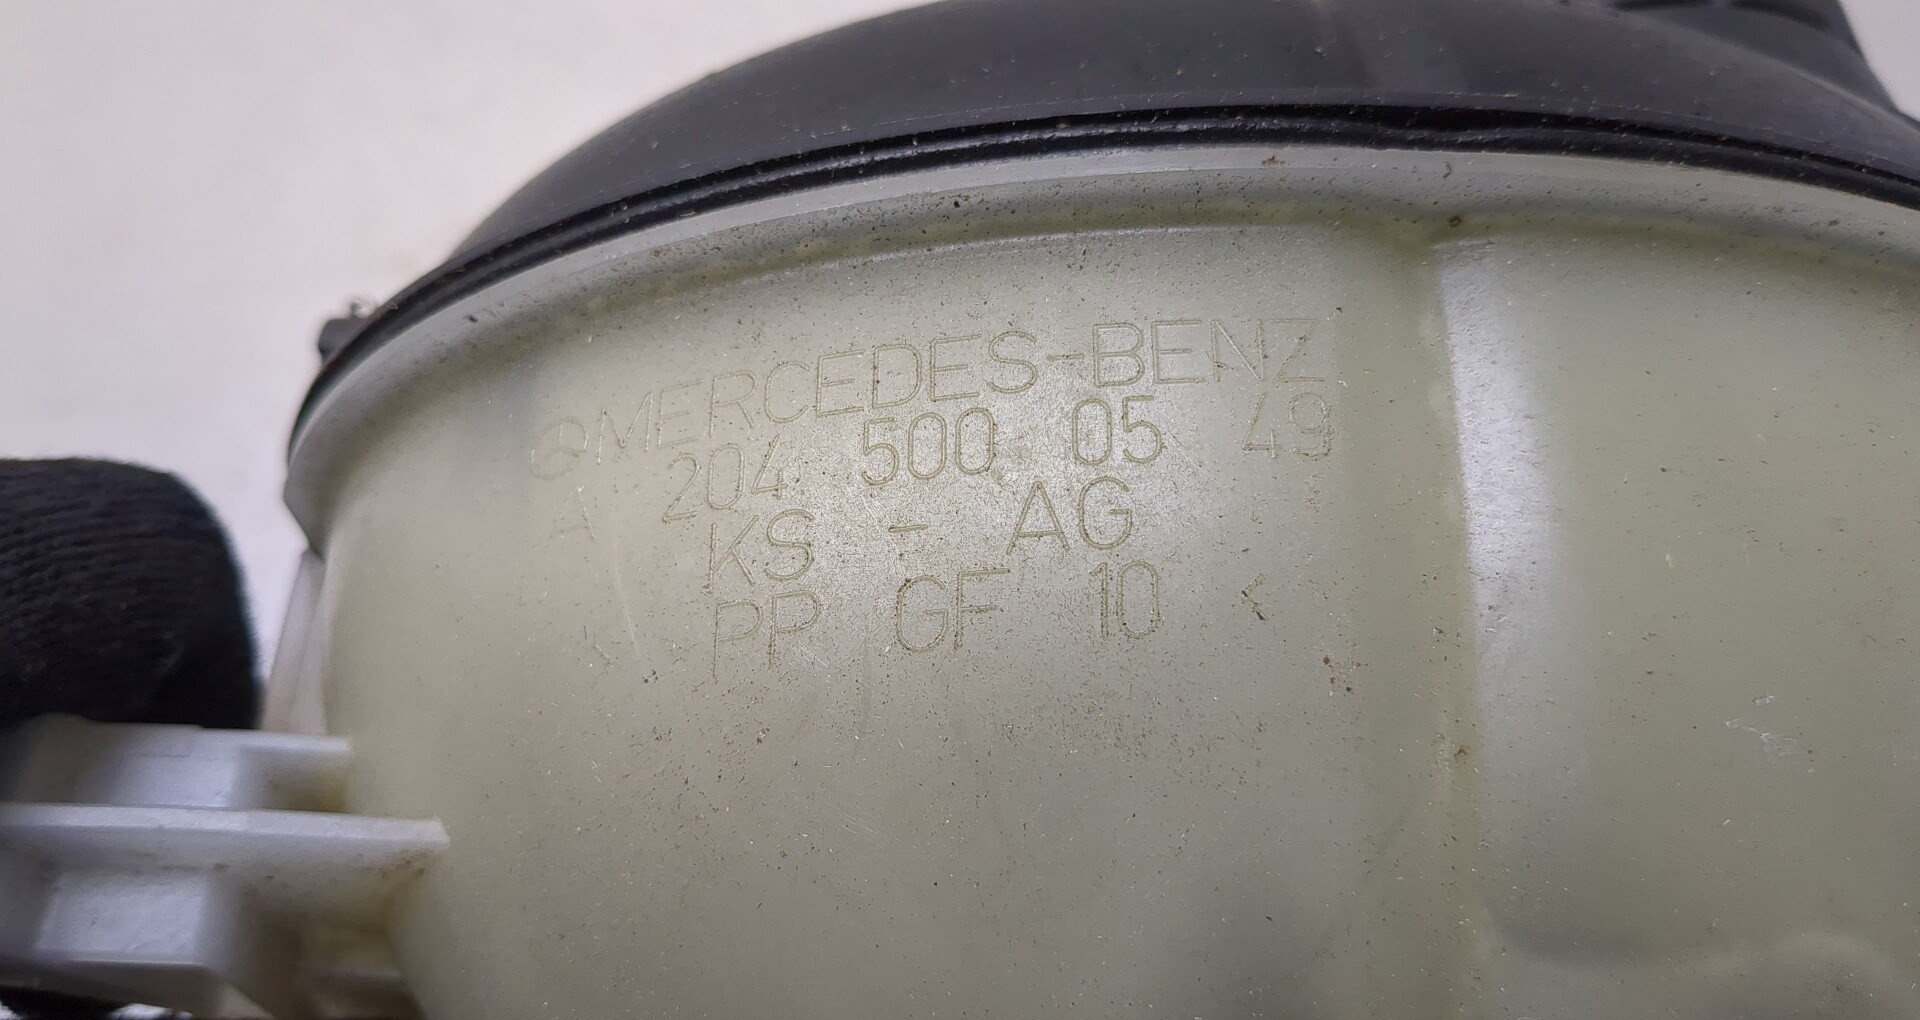 MERCEDES-BENZ
A 204 500 05 49
KS - AG
> PP GF 10 <